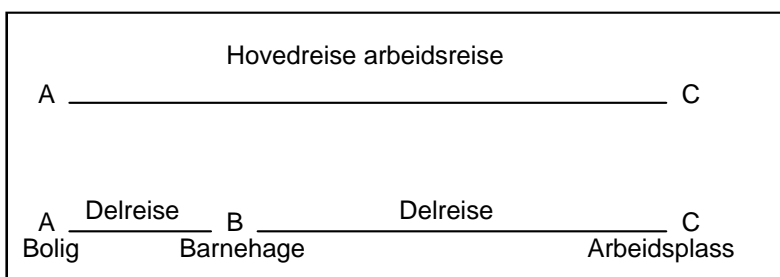 Hovedreise arbeidsreise
A C
Delreise Delreise
A B C
Bolig Barnehage Arbeidsplass